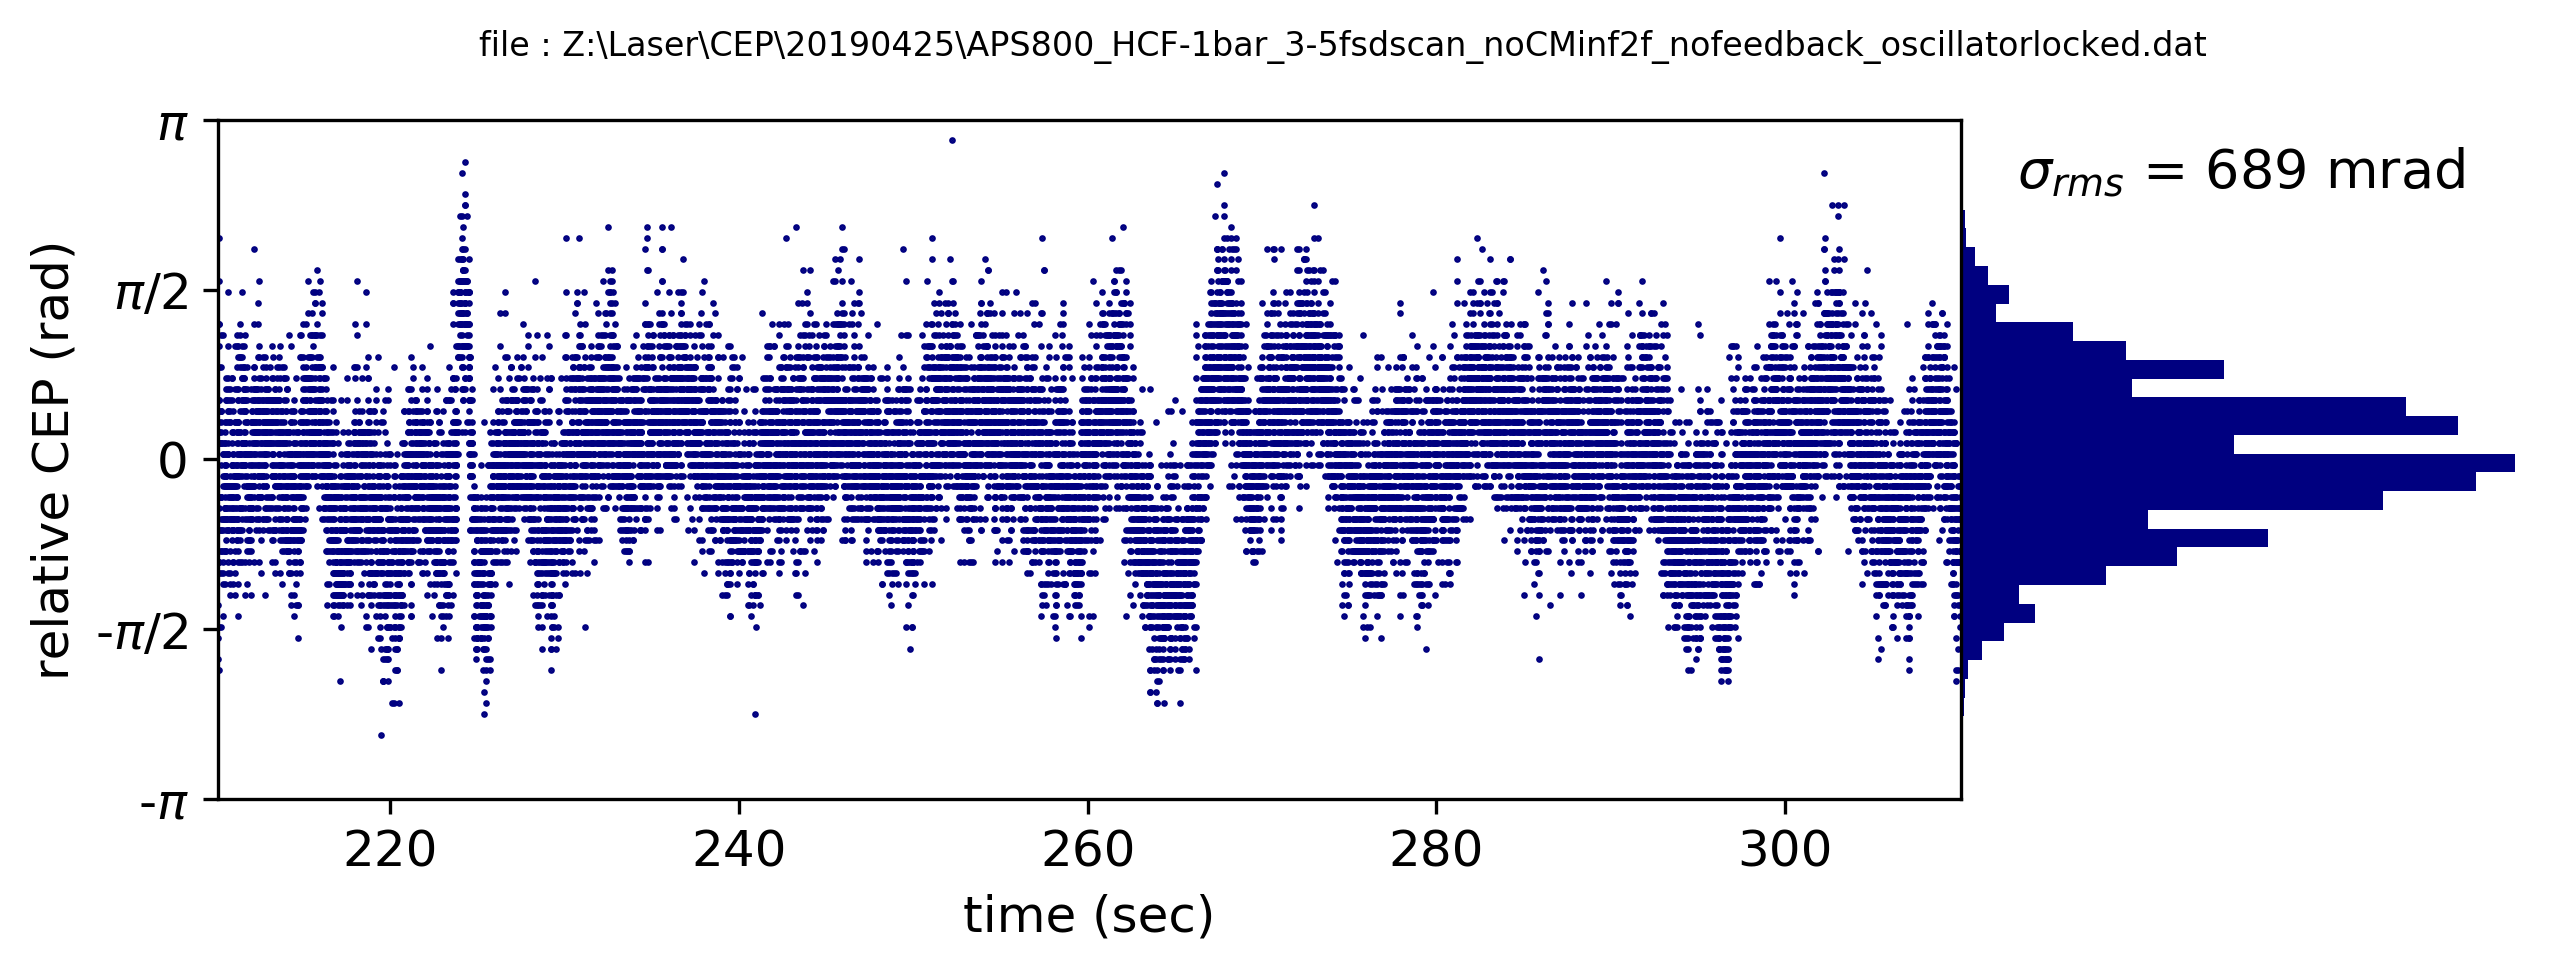 file : Z:\Laser\CEP\20190425\APS800_HCF-1bar_3-5fsdscan_noCMinf2f_nofeedback_oscillatorlocked.dat
σrms = 689 mrad
relative CEP (rad)
π
π/2
0
-π/2
-π
220 240 260 280 300
time (sec)